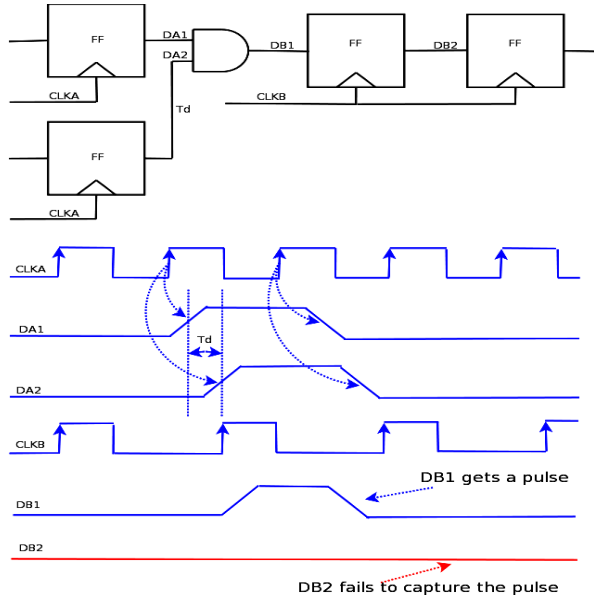 FF
DA1
DA2
DB1
FF
DB2
FF
CLKA
CLKB
Td
FF
CLKA
CLKA
DA1
Td
DA2
CLKB
DB1 gets a pulse
DB1
DB2
DB2 fails to capture the pulse